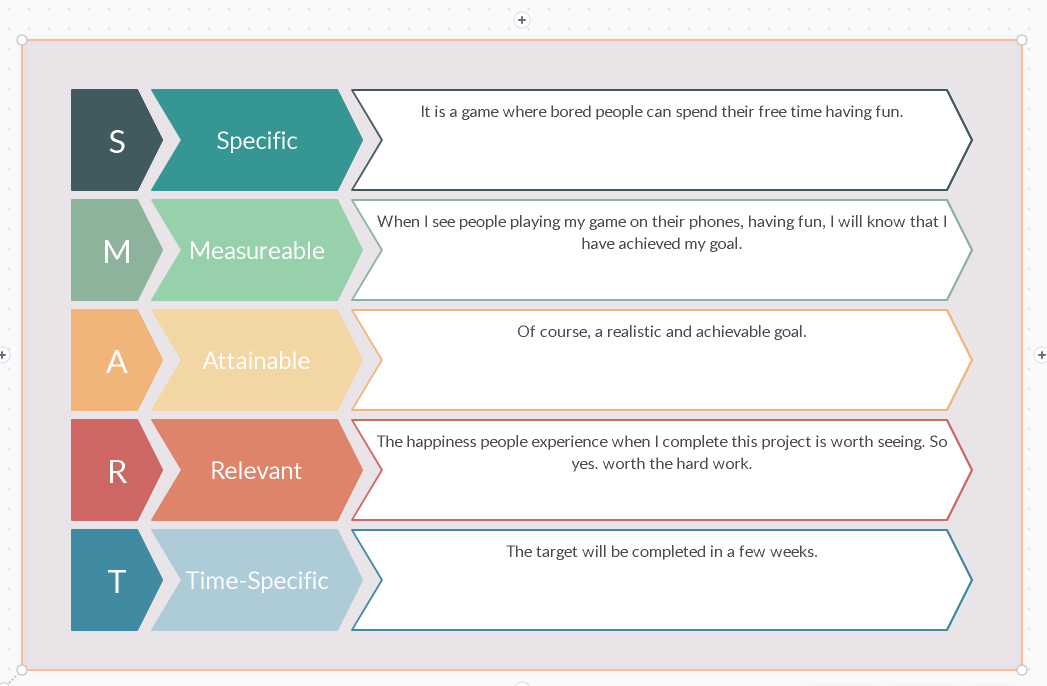 S
Specific
It is a game where bored people can spend their free time having fun.
M
Measureable
When I see people playing my game on their phones, having fun, I will know that I
have achieved my goal.
A
Attainable
Of course, a realistic and achievable goal.
R
Relevant
The happiness people experience when I complete this project is worth seeing. So
yes. worth the hard work.
T
Time-Specific
The target will be completed in a few weeks.